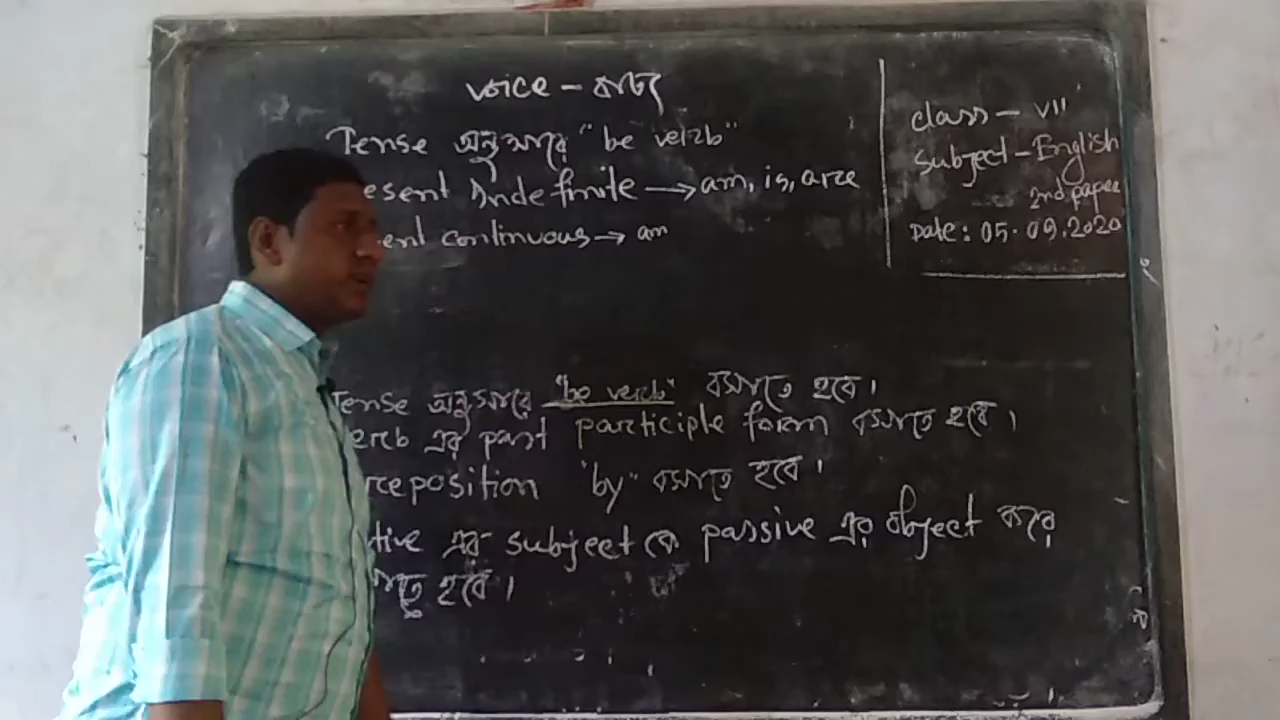 voice – বাচ্য
Tense অনুসারে "be verb"
esent Indefinite → am, is, are
ent continuous → am
class – VII
Subject – English
2nd paper
Date: 05.09.2020
Tense অনুসারে "be verb" বসাতে হবে।
erb এর past participle form বসাতে হবে।
reposition "by" বসাতে হবে।
tive এর subject কে passive এর object করে
সাতে হবে।